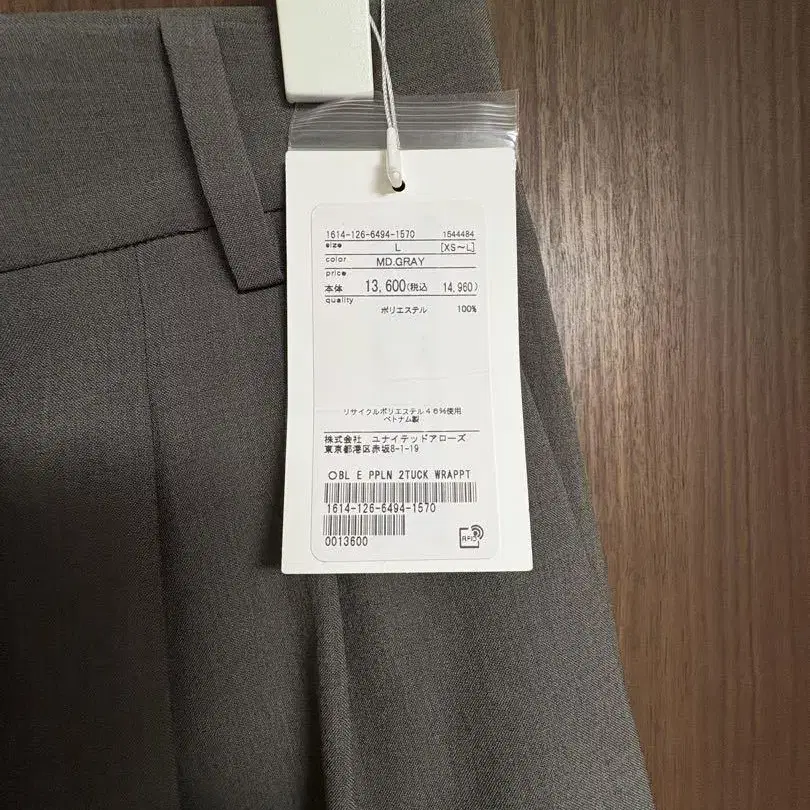 1614-126-6494-1570 1544484
size L [XS~L]
color MD.GRAY
price
本体 13,600(税込 14,960)
quality
ポリエステル 100%
リサイクルポリエステル46%使用
ベトナム製
株式会社 ユナイテッドアローズ
東京都港区赤坂8-1-19
OBL E PPLN 2TUCK WRAPPT
1614-126-6494-1570
0013600
RFID